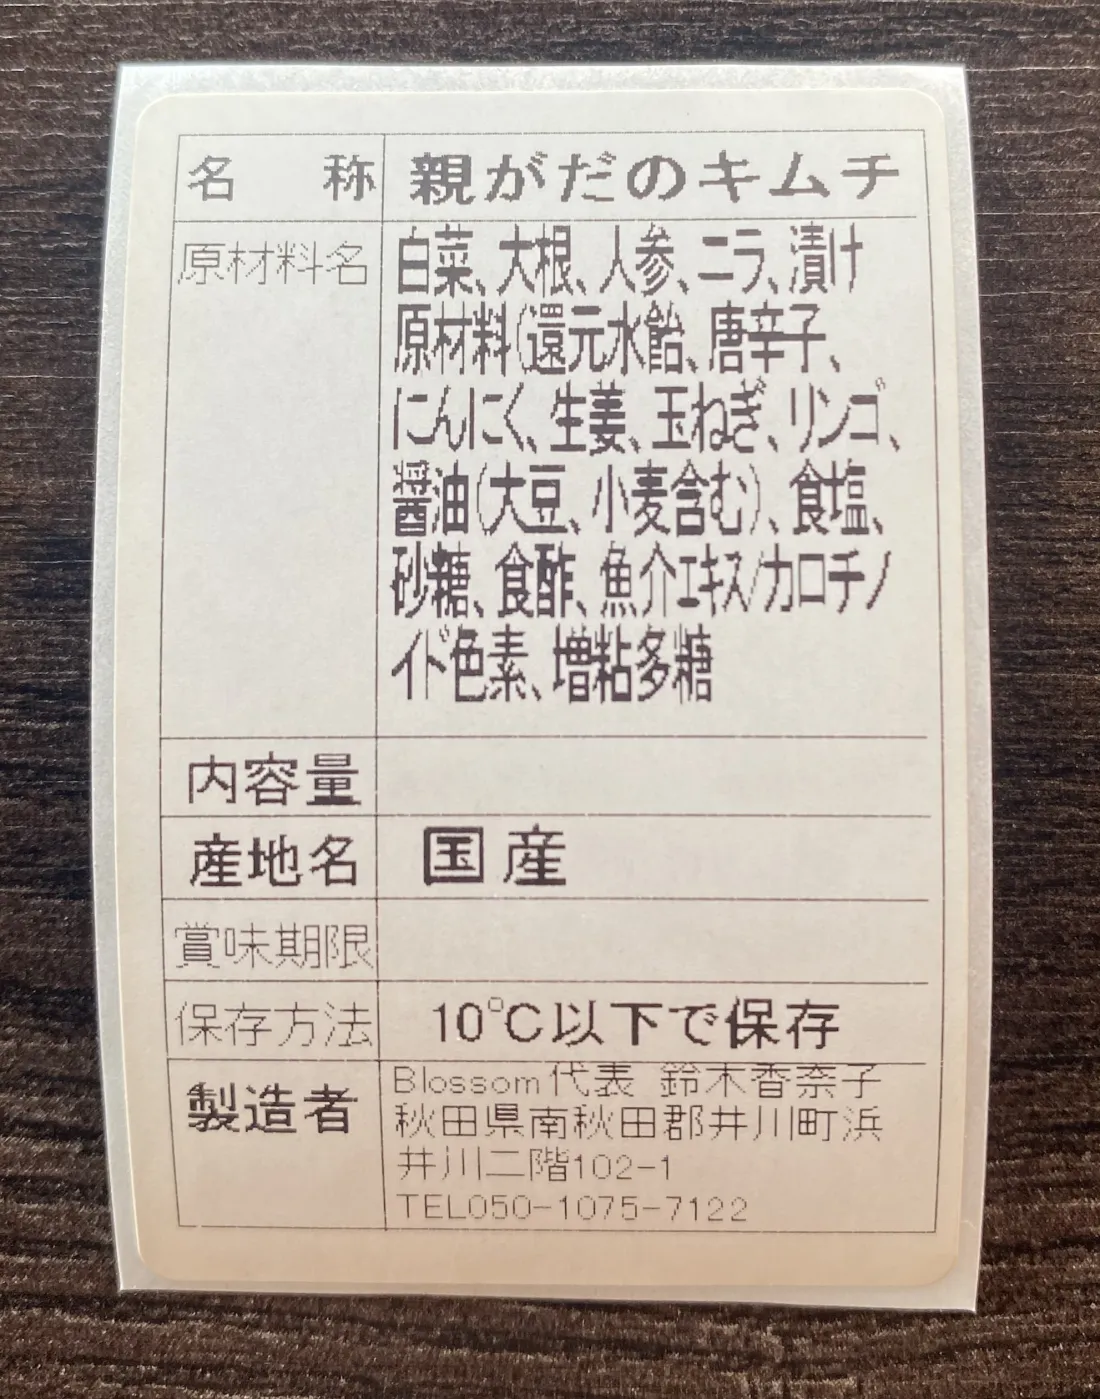 名 称 親がだのキムチ
原材料名 白菜、大根、人参、ニラ、漬け
原材料(還元水飴、唐辛子、
にんにく、生姜、玉ねぎ、リンゴ、
醤油(大豆、小麦含む)、食塩、
砂糖、食酢、魚介エキス/カロチノ
イド色素、増粘多糖
内容量
産地名 国産
賞味期限
保存方法 10℃以下で保存
製造者 Blossom代表 鈴木香奈子
秋田県南秋田郡井川町浜
井川二階102-1
TEL050-1075-7122